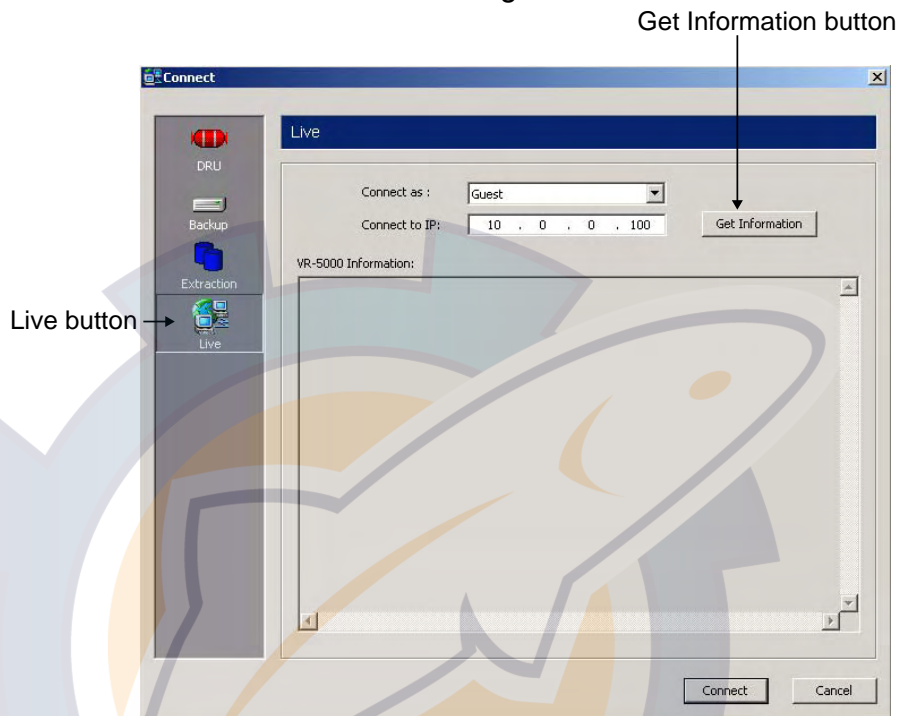 Get Information button
Connect
Live
DRU
Connect as :
Guest
Connect to IP:
10 . 0 . 0 . 100
Get Information
Backup
VR-5000 Information:
Extraction
Live button
Live
Connect
Cancel